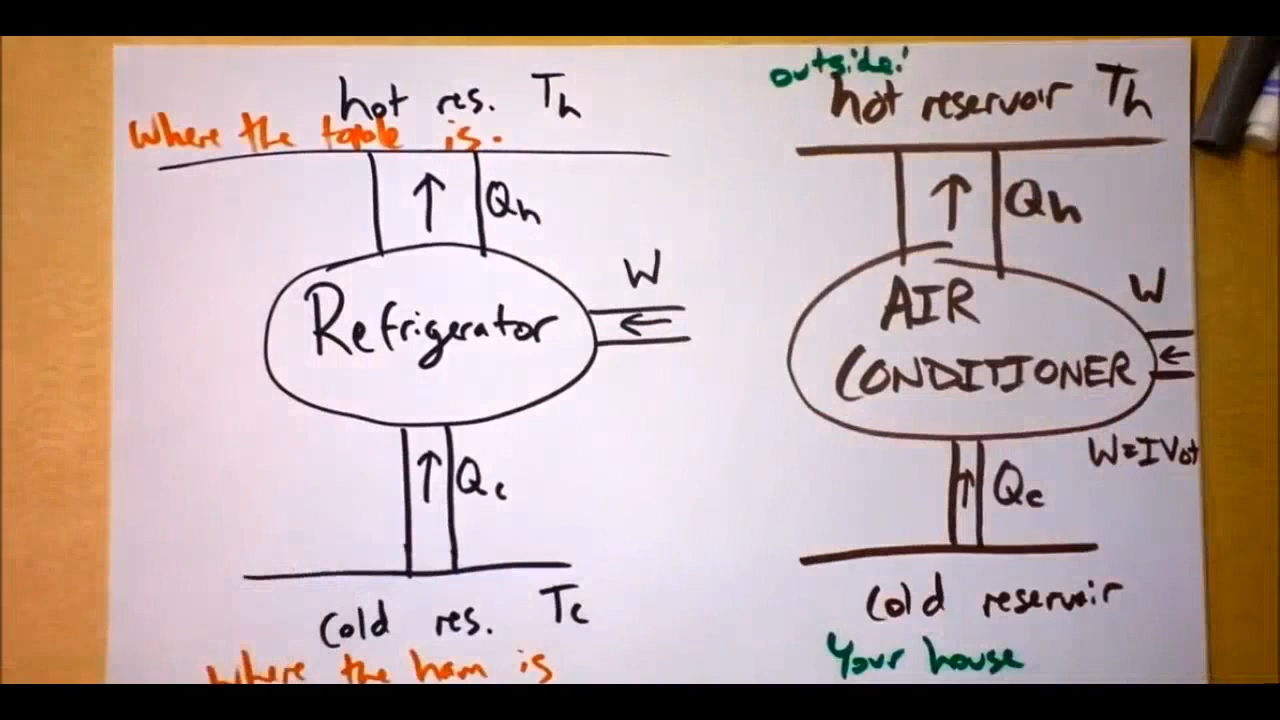 hot res. Th
where the table is.
Qh
W
Refrigerator
Qc
Cold res. Tc
where the ham is
outside!
hot reservoir Th
Qh
W
AIR
CONDITIONER
W=IVΔt
Qc
Cold reservoir
Your house